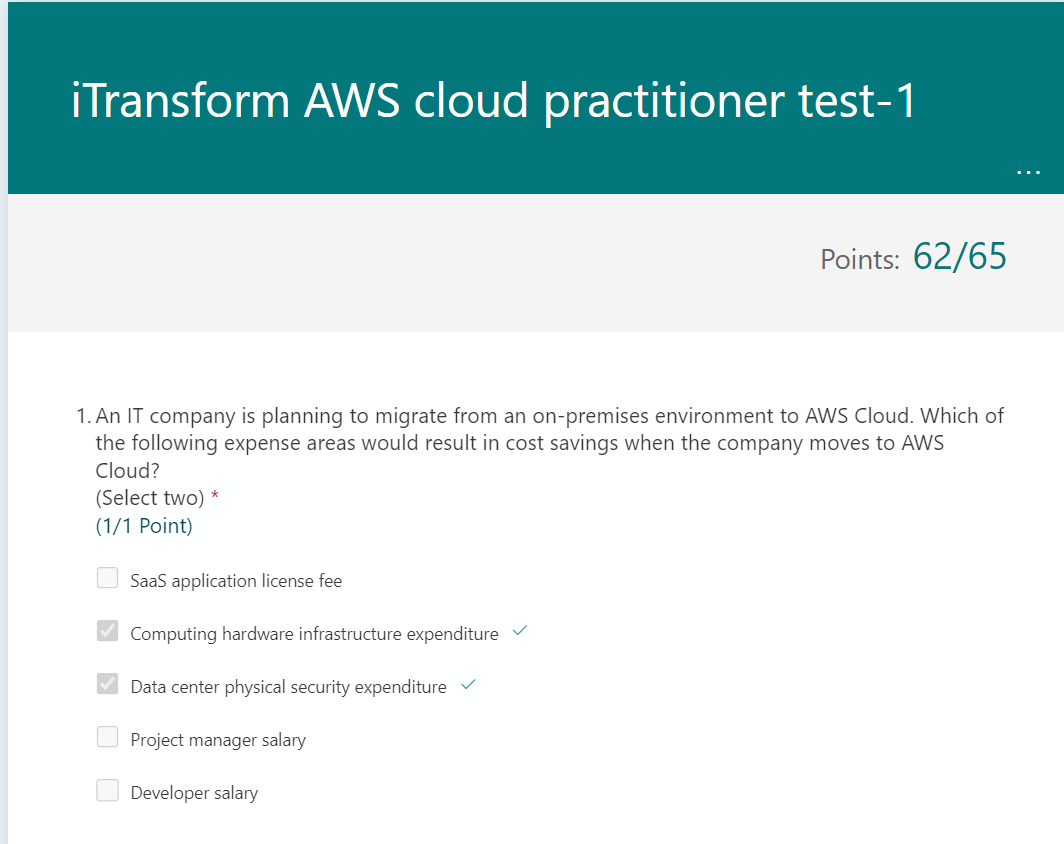 iTransform AWS cloud practitioner test-1
...
Points: 62/65
1. An IT company is planning to migrate from an on-premises environment to AWS Cloud. Which of
the following expense areas would result in cost savings when the company moves to AWS
Cloud?
(Select two) *
(1/1 Point)
SaaS application license fee
Computing hardware infrastructure expenditure
Data center physical security expenditure
Project manager salary
Developer salary